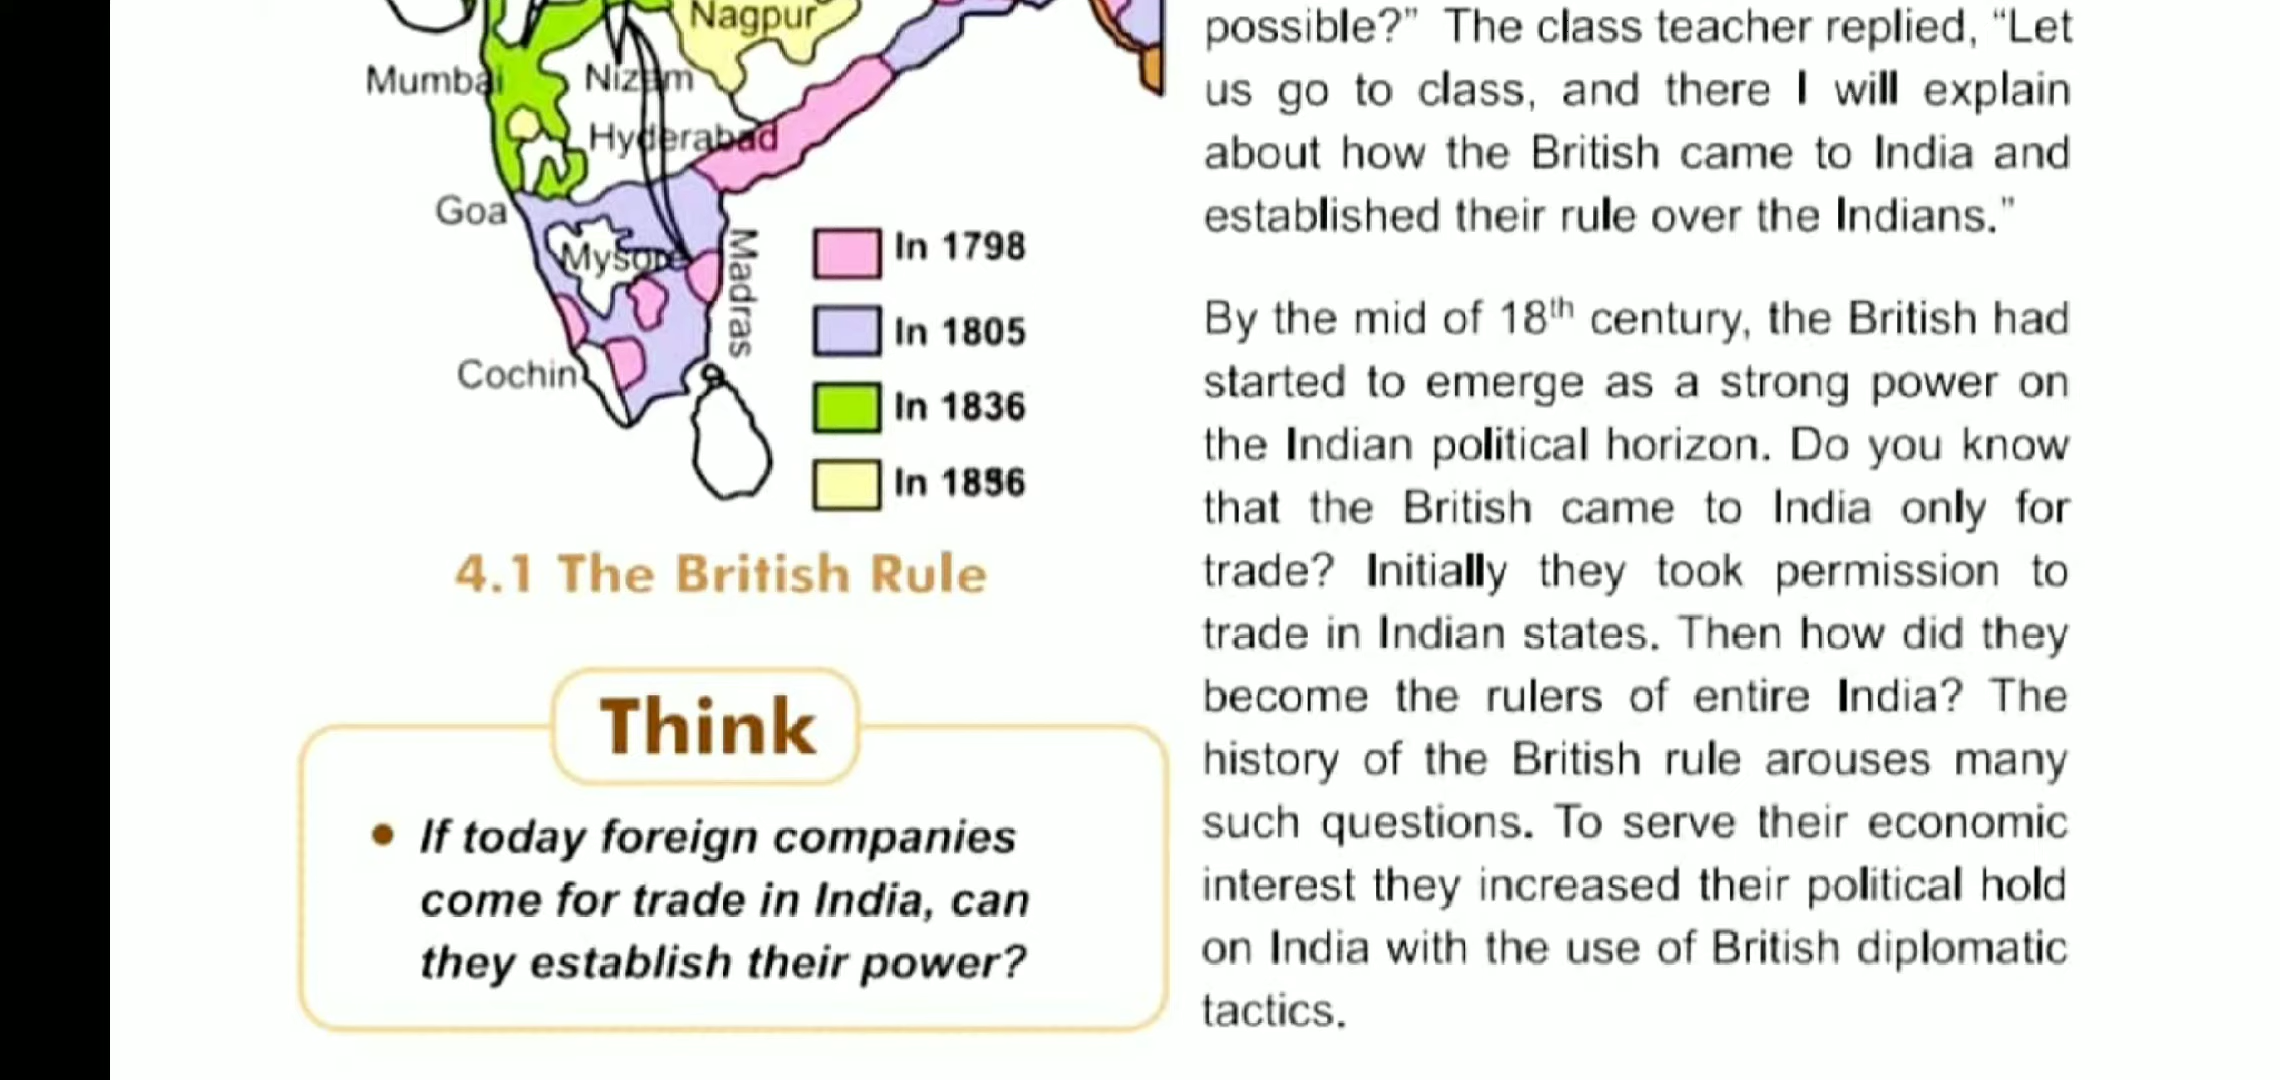 Nagpur
Mumbai
Nizam
Hyderabad
Goa
Mysore
Madras
Cochin
In 1798
In 1805
In 1836
In 1856
4.1 The British Rule
Think
• If today foreign companies
come for trade in India, can
they establish their power?
possible?” The class teacher replied, “Let
us go to class, and there I will explain
about how the British came to India and
established their rule over the Indians.”
By the mid of 18th century, the British had
started to emerge as a strong power on
the Indian political horizon. Do you know
that the British came to India only for
trade? Initially they took permission to
trade in Indian states. Then how did they
become the rulers of entire India? The
history of the British rule arouses many
such questions. To serve their economic
interest they increased their political hold
on India with the use of British diplomatic
tactics.